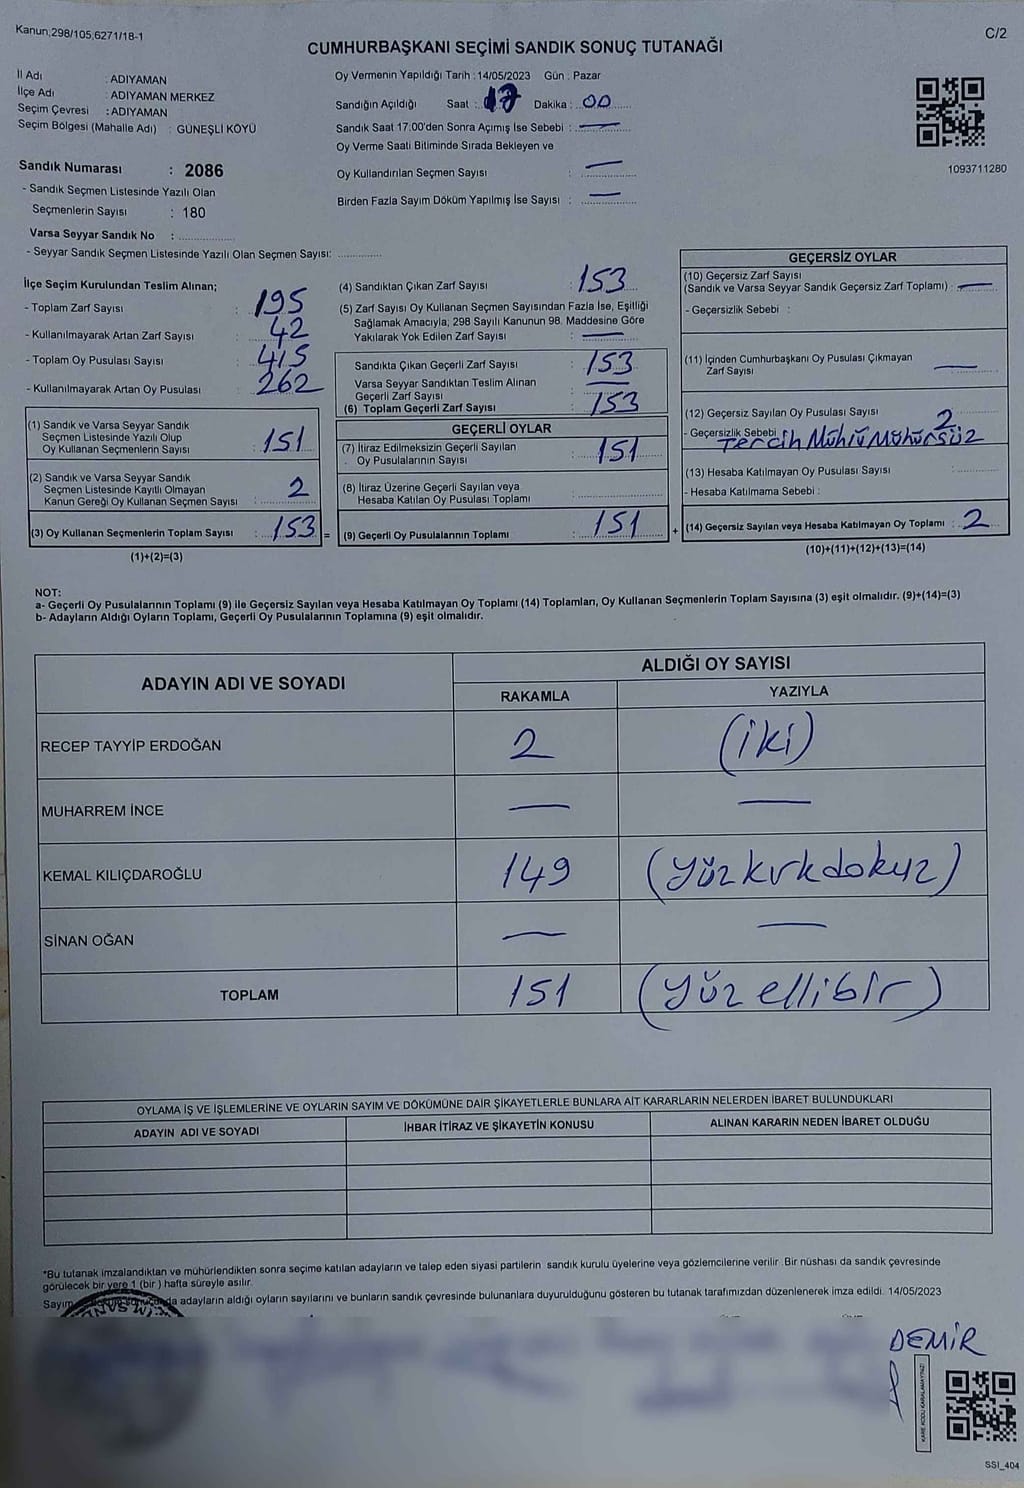 Kanun;298/105,6271/18-1
C/2
CUMHURBAŞKANI SEÇİMİ SANDIK SONUÇ TUTANAĞI
İl Adı : ADIYAMAN
İlçe Adı : ADIYAMAN MERKEZ
Seçim Çevresi : ADIYAMAN
Seçim Bölgesi (Mahalle Adı) : GÜNEŞLİ KÖYÜ
Sandık Numarası : 2086
- Sandık Seçmen Listesinde Yazılı Olan
Seçmenlerin Sayısı : 180
Varsa Seyyar Sandık No :
- Seyyar Sandık Seçmen Listesinde Yazılı Olan Seçmen Sayısı:
Oy Vermenin Yapıldığı Tarih : 14/05/2023 Gün : Pazar
Sandığın Açıldığı Saat : 17 Dakika : 00
Sandık Saat 17.00'den Sonra Açımış İse Sebebi : —
Oy Verme Saati Bitiminde Sırada Bekleyen ve
Oy Kullandırılan Seçmen Sayısı : —
Birden Fazla Sayım Döküm Yapılmış İse Sayısı : —
1093711280
İlçe Seçim Kurulundan Teslim Alınan;
- Toplam Zarf Sayısı : 195
- Kullanılmayarak Artan Zarf Sayısı : 42
- Toplam Oy Pusulası Sayısı : 415
- Kullanılmayarak Artan Oy Pusulası : 262
(1) Sandık ve Varsa Seyyar Sandık
Seçmen Listesinde Yazılı Olup
Oy Kullanan Seçmenlerin Sayısı : 151
(2) Sandık ve Varsa Seyyar Sandık
Seçmen Listesinde Kayıtlı Olmayan
Kanun Gereği Oy Kullanan Seçmen Sayısı : 2
(3) Oy Kullanan Seçmenlerin Toplam Sayısı : 153 =
(1)+(2)=(3)
(4) Sandıktan Çıkan Zarf Sayısı : 153
(5) Zarf Sayısı Oy Kullanan Seçmen Sayısından Fazla İse, Eşitliği
Sağlamak Amacıyla; 298 Sayılı Kanunun 98. Maddesine Göre
Yakılarak Yok Edilen Zarf Sayısı : —
Sandıkta Çıkan Geçerli Zarf Sayısı : 153
Varsa Seyyar Sandıktan Teslim Alınan
Geçerli Zarf Sayısı : —
(6) Toplam Geçerli Zarf Sayısı : 153
GEÇERLİ OYLAR
(7) İtiraz Edilmeksizin Geçerli Sayılan
Oy Pusulalarının Sayısı : 151
(8) İtiraz Üzerine Geçerli Sayılan veya
Hesaba Katılan Oy Pusulası Toplamı :
(9) Geçerli Oy Pusulalarının Toplamı : 151 +
GEÇERSİZ OYLAR
(10) Geçersiz Zarf Sayısı
(Sandık ve Varsa Seyyar Sandık Geçersiz Zarf Toplamı) : —
- Geçersizlik Sebebi :
(11) İçinden Cumhurbaşkanı Oy Pusulası Çıkmayan
Zarf Sayısı : —
(12) Geçersiz Sayılan Oy Pusulası Sayısı : 2
- Geçersizlik Sebebi : Tercih Mühlü Mühürsüz
(13) Hesaba Katılmayan Oy Pusulası Sayısı :
- Hesaba Katılmama Sebebi :
(14) Geçersiz Sayılan veya Hesaba Katılmayan Oy Toplamı : 2
(10)+(11)+(12)+(13)=(14)
NOT:
a- Geçerli Oy Pusulalarının Toplamı (9) ile Geçersiz Sayılan veya Hesaba Katılmayan Oy Toplamı (14) Toplamları, Oy Kullanan Seçmenlerin Toplam Sayısına (3) eşit olmalıdır. (9)+(14)=(3)
b- Adayların Aldığı Oyların Toplamı, Geçerli Oy Pusulalarının Toplamına (9) eşit olmalıdır.
ADAYIN ADI VE SOYADI
ALDIĞI OY SAYISI
RAKAMLA YAZIYLA
RECEP TAYYİP ERDOĞAN 2 (iki)
MUHARREM İNCE — —
KEMAL KILIÇDAROĞLU 149 (yüzkırkdokuz)
SİNAN OĞAN — —
TOPLAM 151 (yüzellibir)
OYLAMA İŞ VE İŞLEMLERİNE VE OYLARIN SAYIM VE DÖKÜMÜNE DAİR ŞİKAYETLERLE BUNLARA AİT KARARLARIN NELERDEN İBARET BULUNDUKLARI
ADAYIN ADI VE SOYADI İHBAR İTİRAZ VE ŞİKAYETİN KONUSU ALINAN KARARIN NEDEN İBARET OLDUĞU
*Bu tutanak imzalandıktan ve mühürlendikten sonra seçime katılan adayların ve talep eden siyasi partilerin sandık kurulu üyelerine veya gözlemcilerine verilir. Bir nüshası da sandık çevresinde
görülecek bir yere 1 (bir ) hafta süreyle asılır.
Sayım sonucunda adayların aldığı oyların sayılarını ve bunların sandık çevresinde bulunanlara duyurulduğunu gösteren bu tutanak tarafımızdan düzenlenerek imza edildi. 14/05/2023
DEMİR
KARE KODU KARALAMAYINIZ!
SSI_404